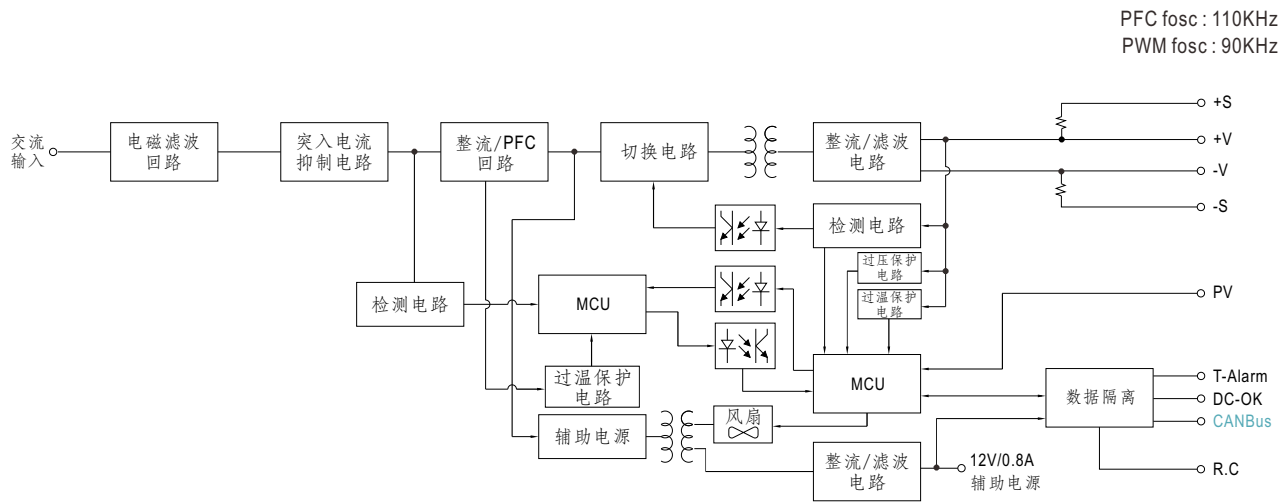 PFC fosc : 110KHz
PWM fosc : 90KHz
交流
输入
电磁滤波
回路
突入电流
抑制电路
整流/PFC
回路
切换电路
整流/滤波
电路
+S
+V
-V
-S
检测电路
过压保护
电路
过温保护
电路
检测电路
MCU
PV
过温保护
电路
MCU
数据隔离
T-Alarm
DC-OK
CANBus
R.C
辅助电源
风扇
整流/滤波
电路
12V/0.8A
辅助电源